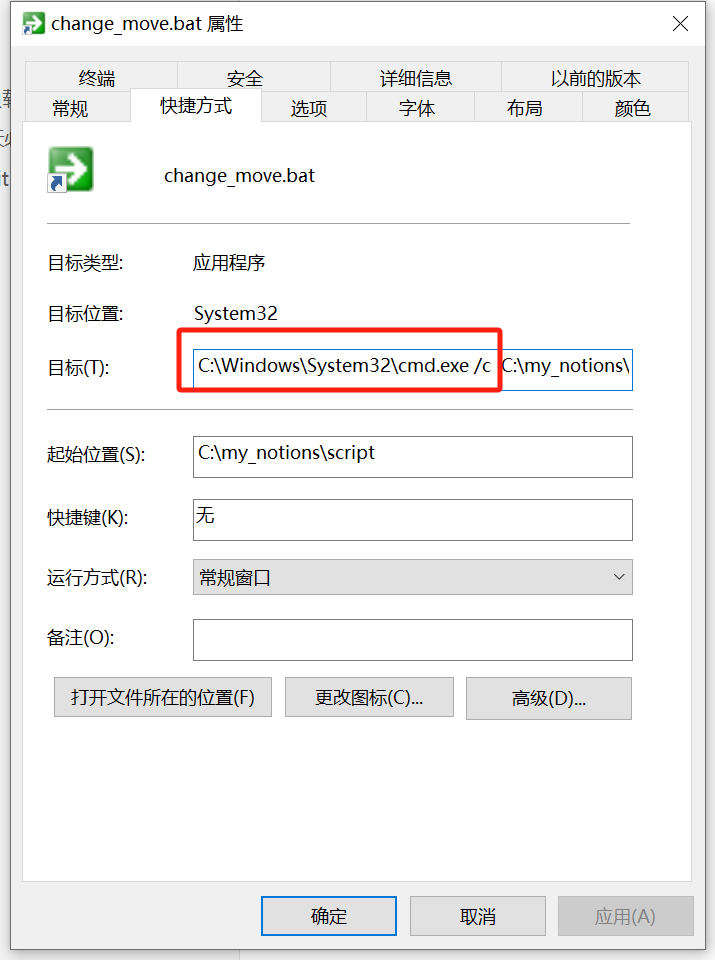 change_move.bat 属性
终端 安全 详细信息 以前的版本
常规 快捷方式 选项 字体 布局 颜色
change_move.bat
目标类型: 应用程序
目标位置: System32
目标(T): C:\Windows\System32\cmd.exe /c C:\my_notions\
起始位置(S): C:\my_notions\script
快捷键(K): 无
运行方式(R): 常规窗口
备注(O):
打开文件所在的位置(F) 更改图标(C)... 高级(D)...
确定 取消 应用(A)